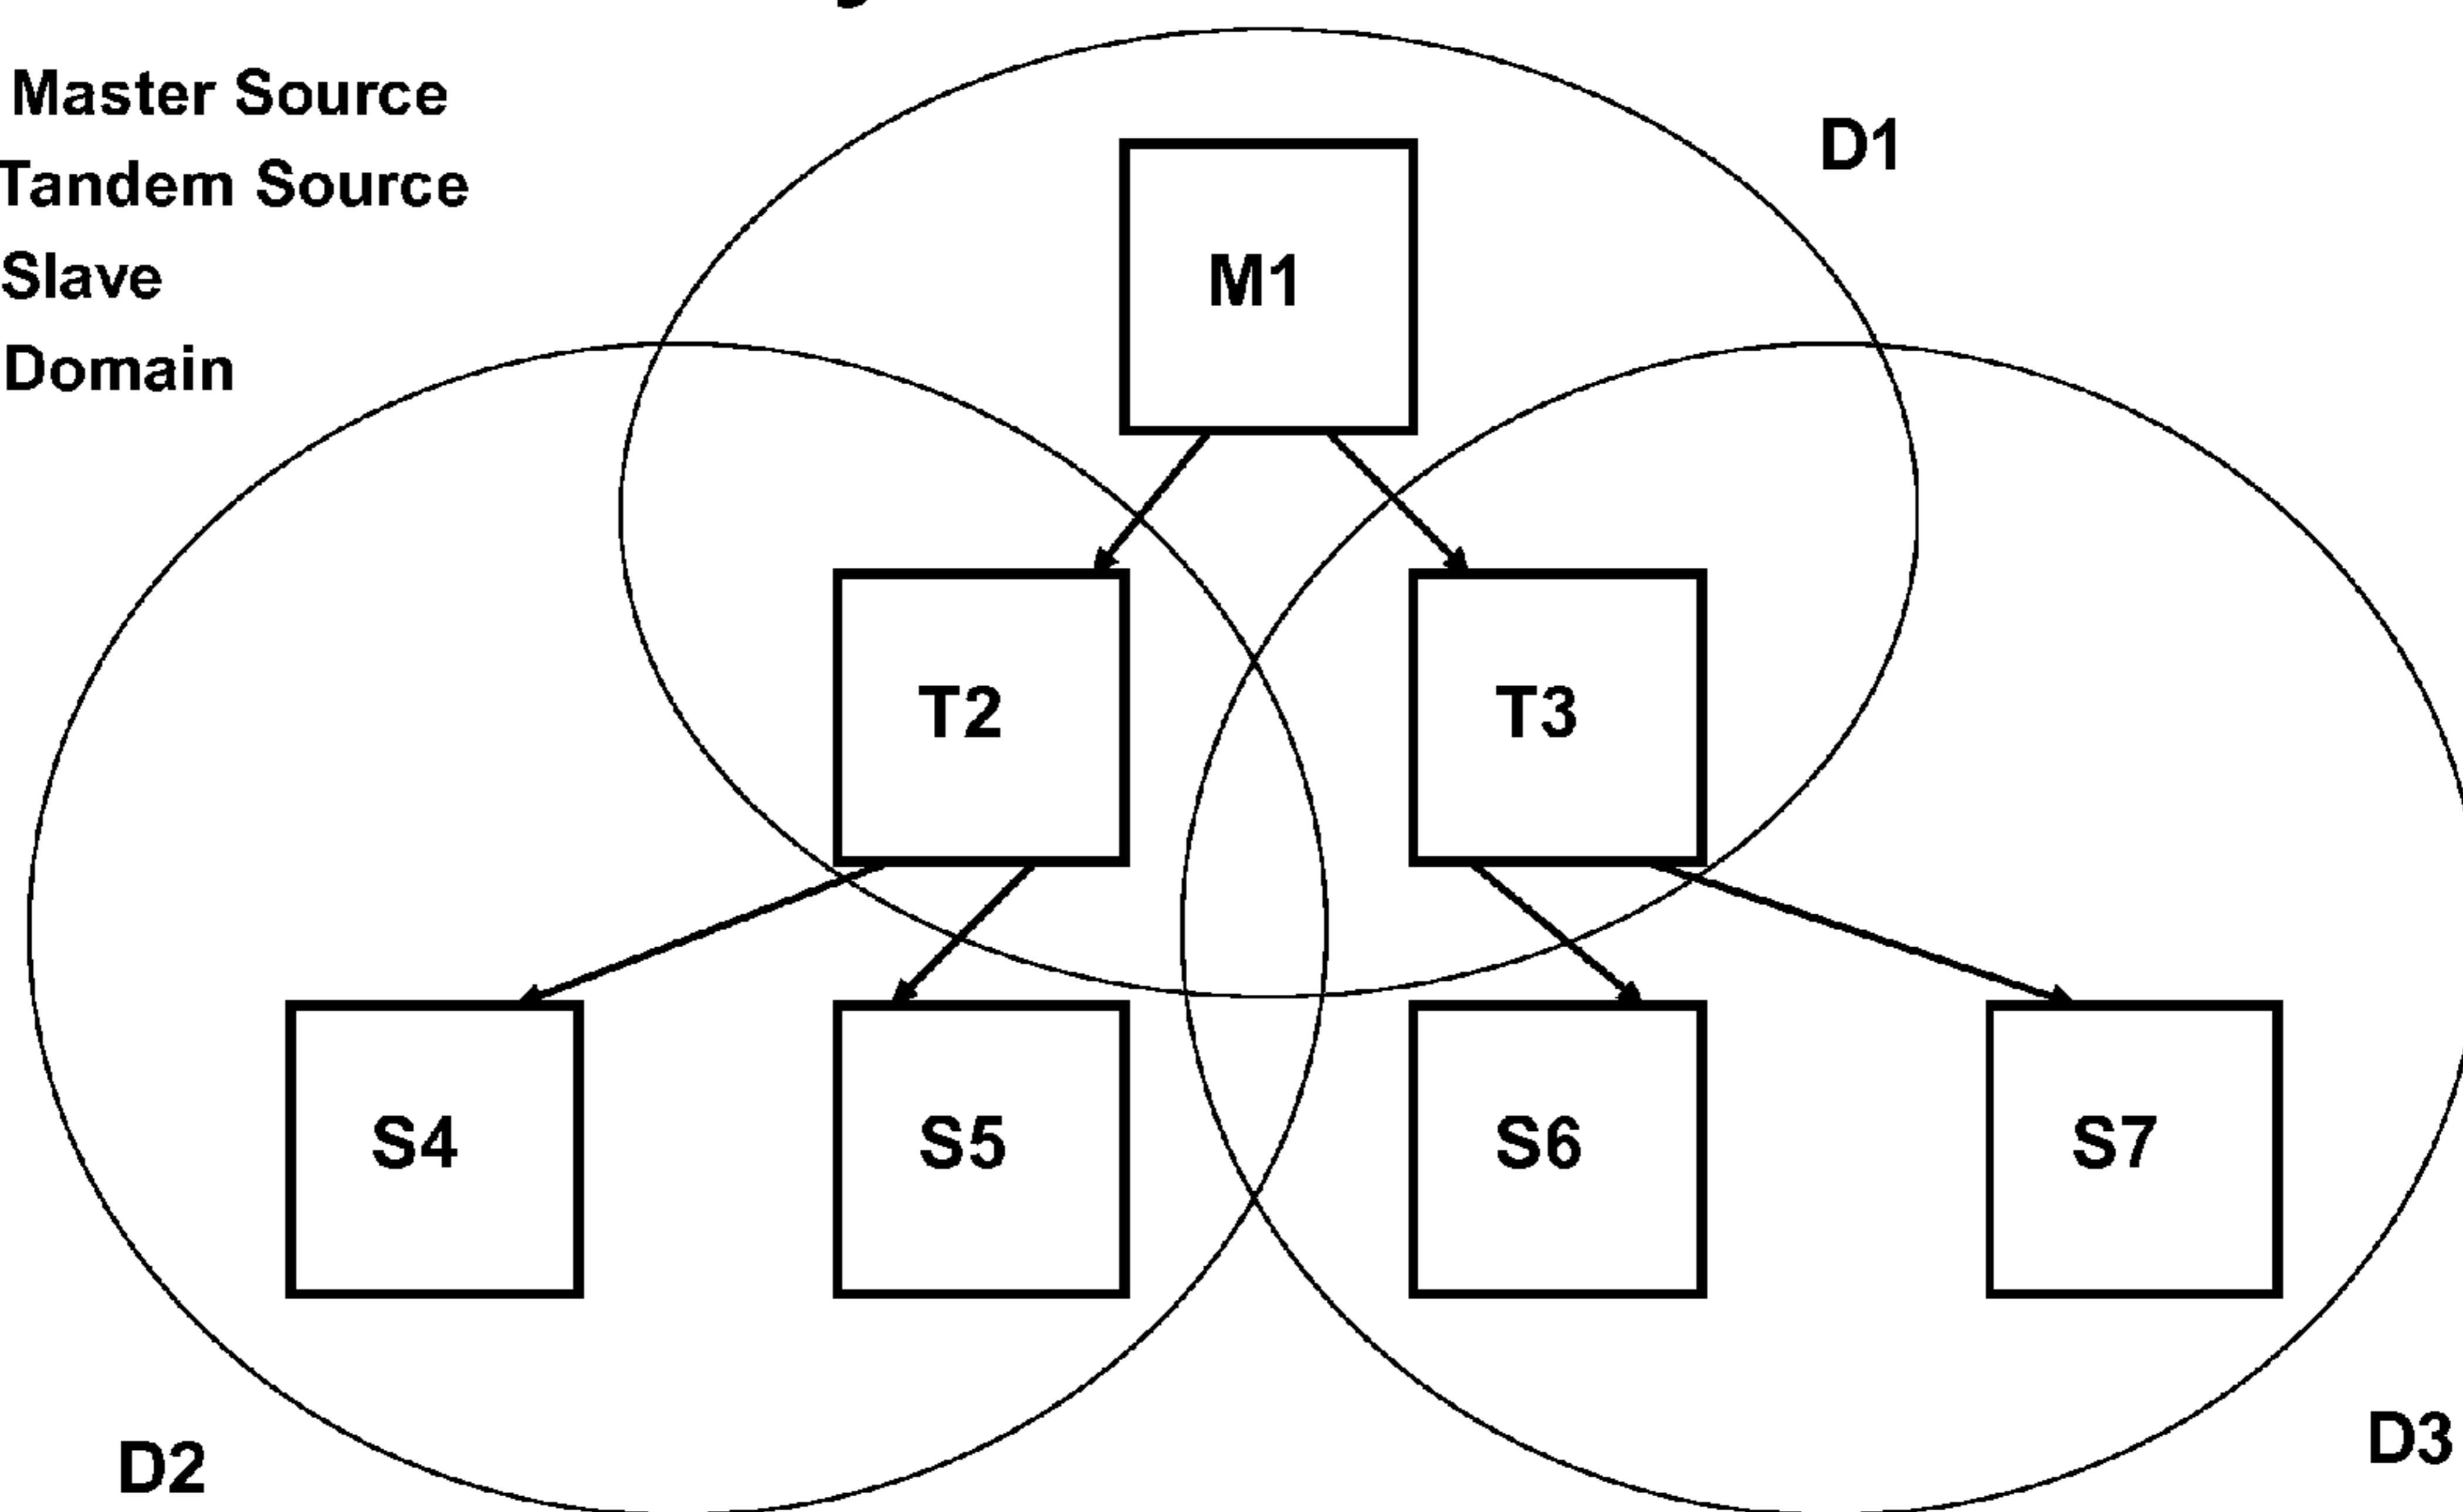 Master Source
Tandem Source
Slave
Domain
D1
M1
T2
T3
S4
S5
S6
S7
D2
D3